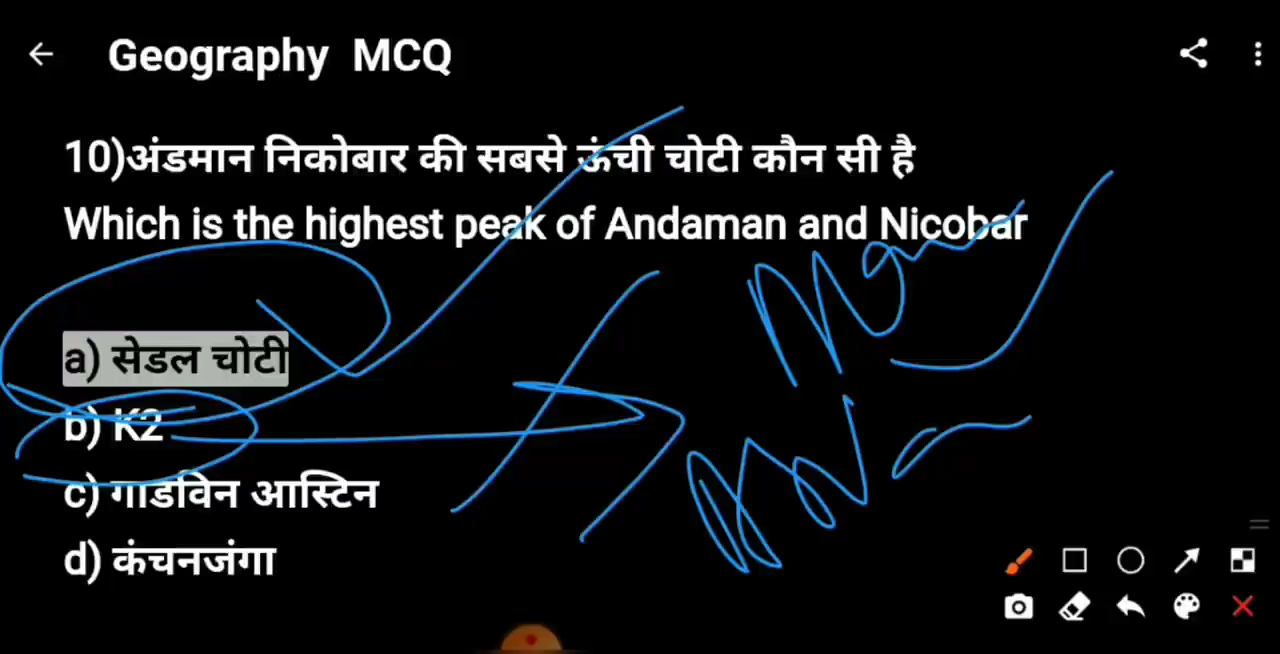 Geography MCQ
10)अंडमान निकोबार की सबसे ऊंची चोटी कौन सी है
Which is the highest peak of Andaman and Nicobar
a) सेडल चोटी
b) K2
c) गाडविन आस्टिन
d) कंचनजंगा